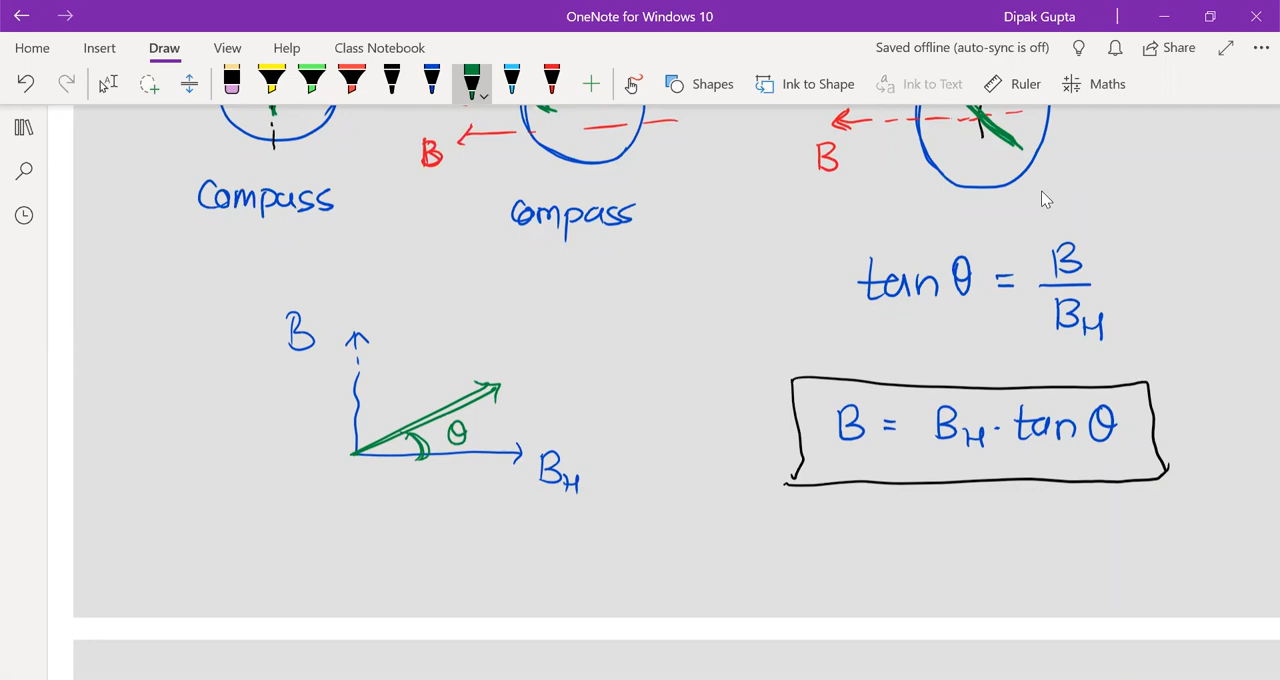 OneNote for Windows 10
Dipak Gupta
Home Insert Draw View Help Class Notebook
Saved offline (auto-sync is off) Share
Shapes Ink to Shape Ink to Text Ruler Maths
B
B
Compass
compass
tan θ = B / B_H
B
θ
B_H
B = B_H · tan θ